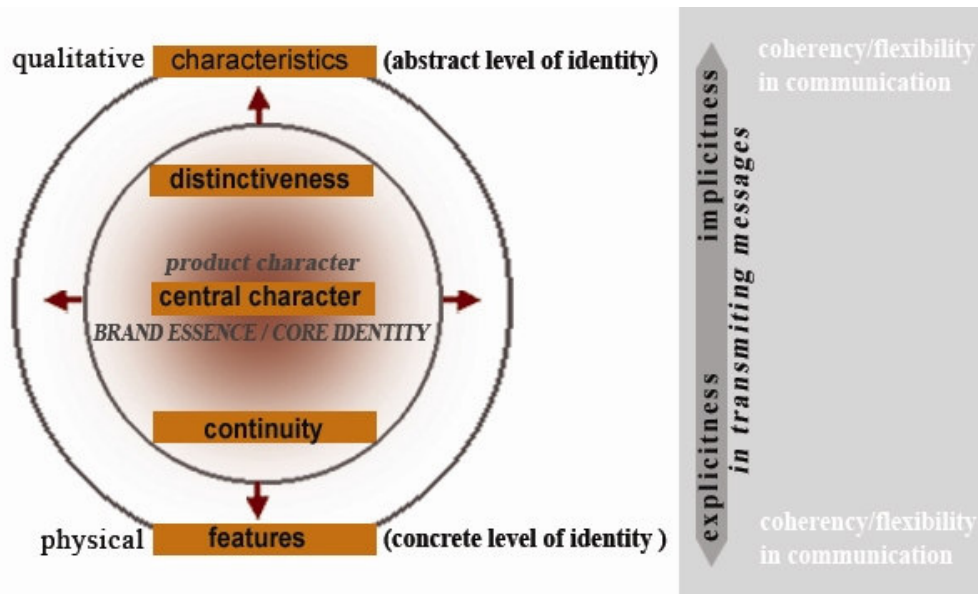 qualitative characteristics (abstract level of identity)
distinctiveness
product character
central character
BRAND ESSENCE / CORE IDENTITY
continuity
physical features (concrete level of identity )
implicitness
explicitness
in transmiting messages
coherency/flexibility
in communication
coherency/flexibility
in communication